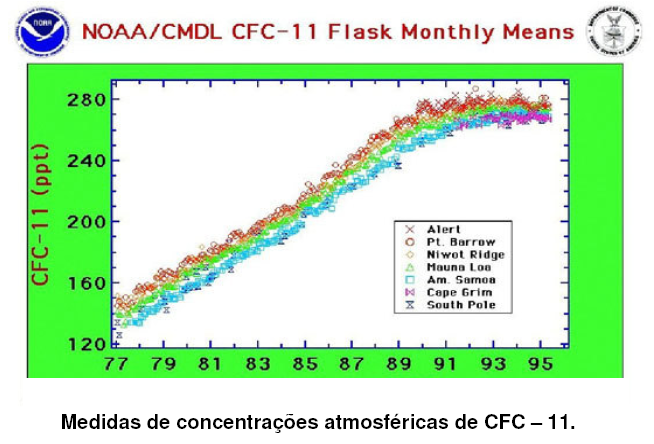 NOAA
NOAA/CMDL CFC-11 Flask Monthly Means
CFC-11 (ppt)
280
240
200
160
120
Alert
Pt. Barrow
Niwot Ridge
Mauna Loa
Am. Samoa
Cape Grim
South Pole
77 79 81 83 85 87 89 91 93 95
Medidas de concentrações atmosféricas de CFC – 11.